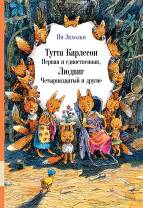 Ян Экхольм
Тутта Карлссон
Первая и единственная,
Людвиг
Четырнадцатый и другие